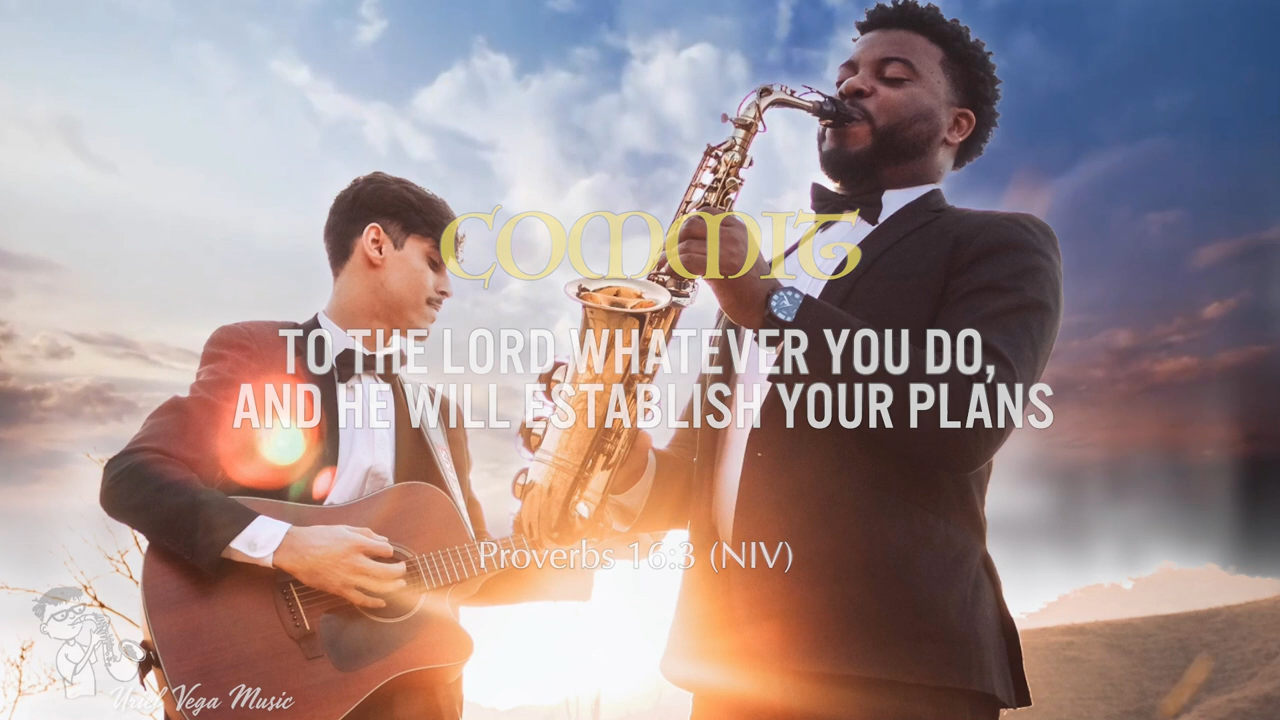 COMMIT
TO THE LORD WHATEVER YOU DO,
AND HE WILL ESTABLISH YOUR PLANS
Proverbs 16:3 (NIV)
Uriel Vega Music